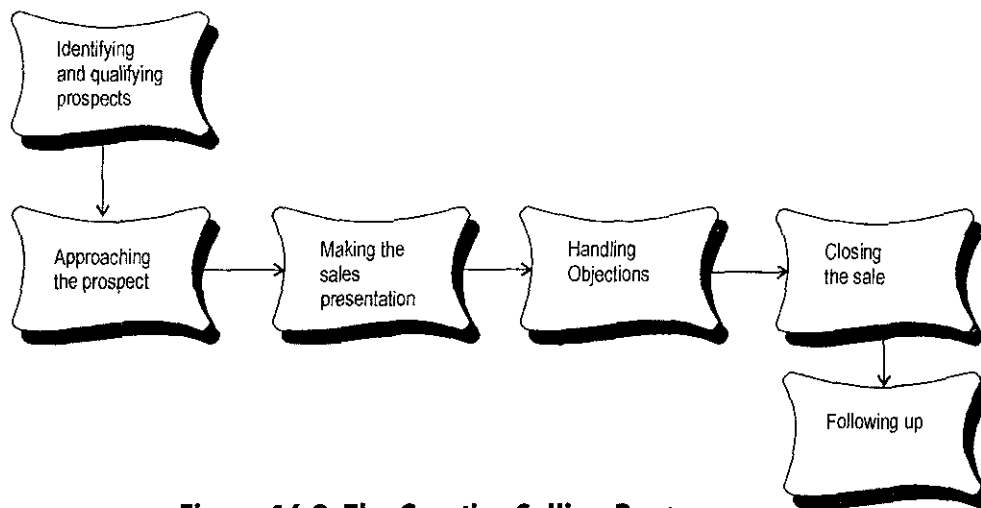 Identifying
and qualifying
prospects
Approaching
the prospect
Making the
sales
presentation
Handling
Objections
Closing
the sale
Following up